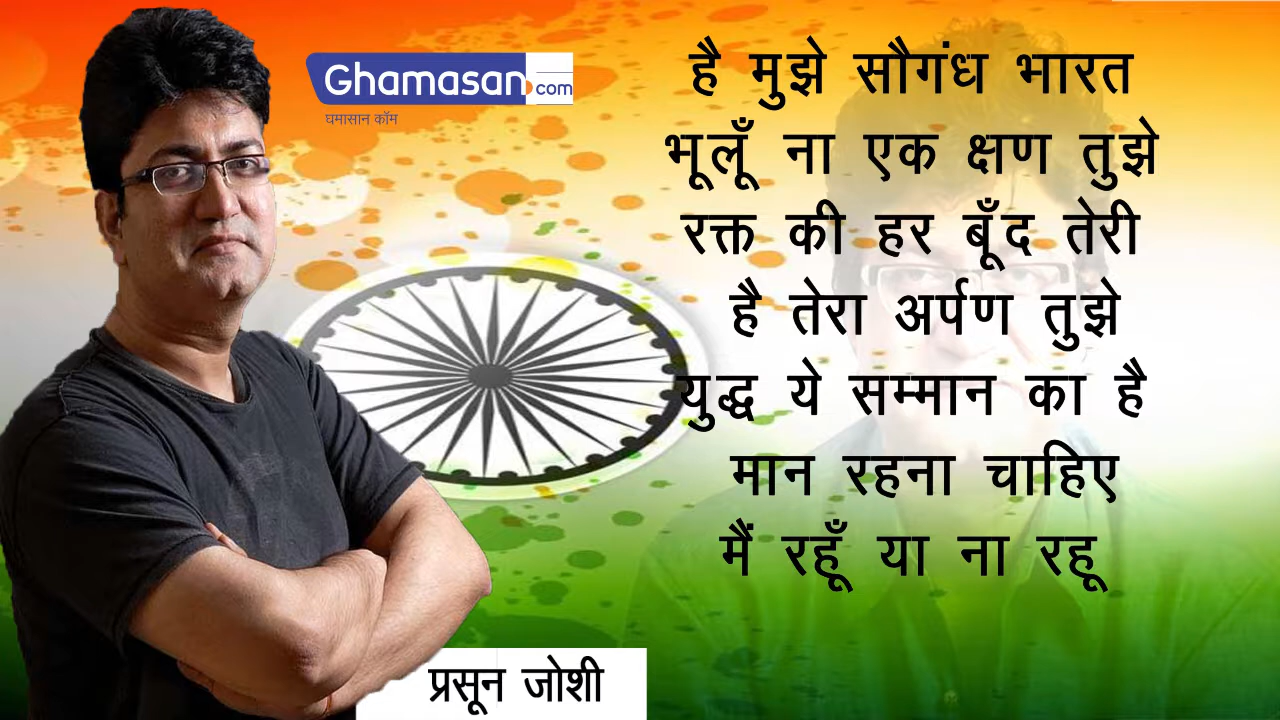 Ghamasan.com
घमासान कॉम
है मुझे सौगंध भारत
भूलूँ ना एक क्षण तुझे
रक्त की हर बूँद तेरी
है तेरा अर्पण तुझे
युद्ध ये सम्मान का है
मान रहना चाहिए
मैं रहूँ या ना रहू
प्रसून जोशी